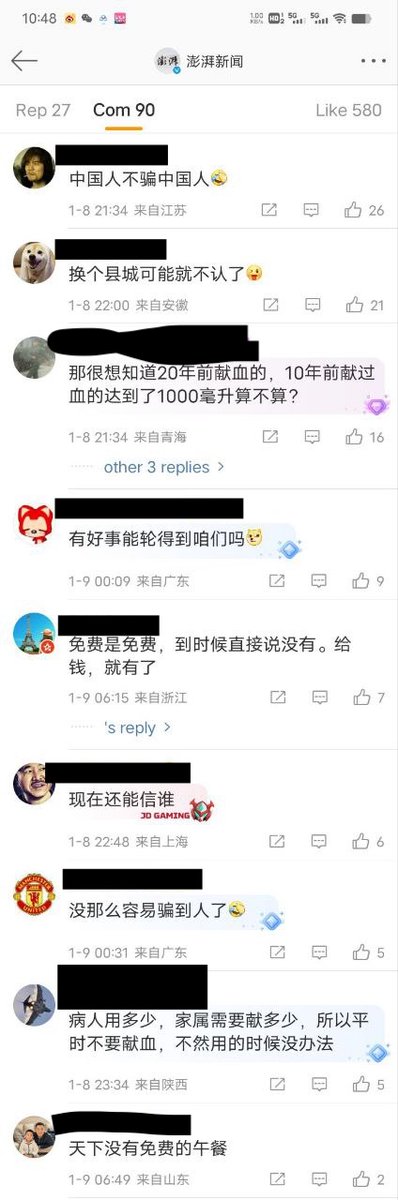 10:48
1.00 KB/s HD 5G 5G
澎湃
澎湃新闻
Rep 27 Com 90 Like 580
中国人不骗中国人🤣
1-8 21:34 来自江苏 26
换个县城可能就不认了😜
1-8 22:00 来自安徽 21
那很想知道20年前献血的，10年前献过
血的达到了1000毫升算不算？
1-8 21:34 来自青海 16
other 3 replies >
有好事能轮得到咱们吗
1-9 00:09 来自广东 9
免费是免费，到时候直接说没有。给
钱，就有了
1-9 06:15 来自浙江 7
's reply >
现在还能信谁
JD GAMING
1-8 22:48 来自上海 6
MANCHESTER
UNITED
没那么容易骗到人了🤣
1-9 00:31 来自广东 5
病人用多少，家属需要献多少，所以平
时不要献血，不然用的时候没办法
1-8 23:34 来自陕西 5
天下没有免费的午餐
1-9 06:49 来自山东 2